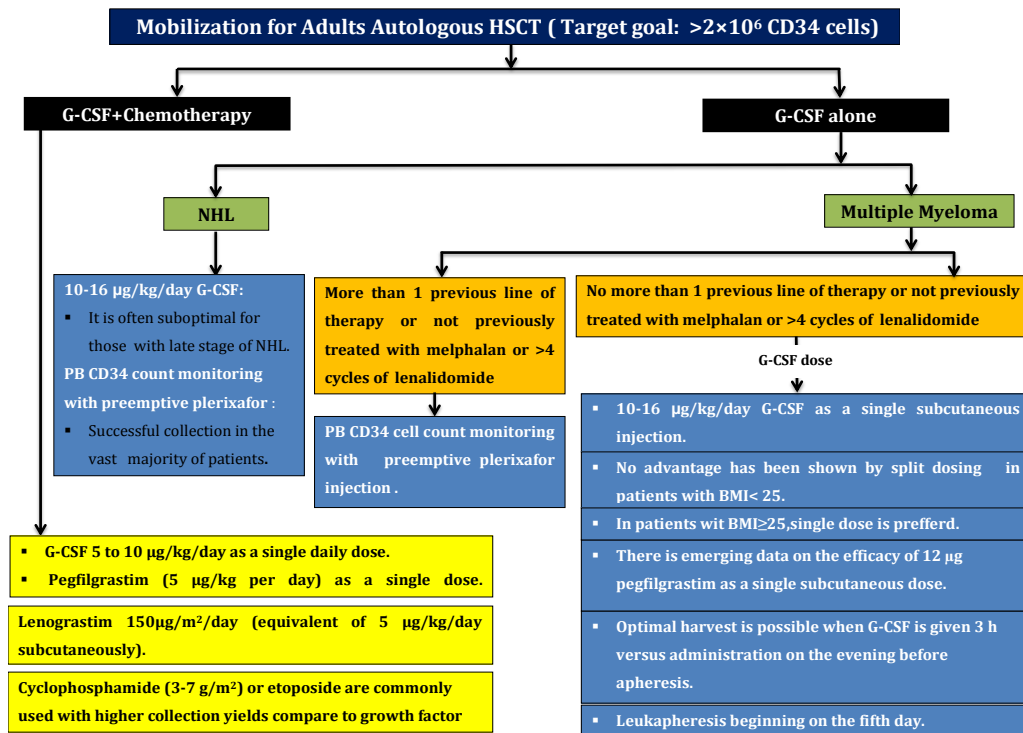 Mobilization for Adults Autologous HSCT ( Target goal: >2×10⁶ CD34 cells)
G-CSF+Chemotherapy
G-CSF alone
NHL
Multiple Myeloma
10-16 µg/kg/day G-CSF:
▪ It is often suboptimal for
those with late stage of NHL.
PB CD34 count monitoring
with preemptive plerixafor :
▪ Successful collection in the
vast majority of patients.
More than 1 previous line of
therapy or not previously
treated with melphalan or >4
cycles of lenalidomide
PB CD34 cell count monitoring
with preemptive plerixafor
injection .
No more than 1 previous line of therapy or not previously
treated with melphalan or >4 cycles of lenalidomide
G-CSF dose
▪ 10-16 µg/kg/day G-CSF as a single subcutaneous
injection.
▪ No advantage has been shown by split dosing in
patients with BMI< 25.
▪ In patients wit BMI≥25,single dose is prefferd.
▪ There is emerging data on the efficacy of 12 µg
pegfilgrastim as a single subcutaneous dose.
▪ Optimal harvest is possible when G-CSF is given 3 h
versus administration on the evening before
apheresis.
▪ Leukapheresis beginning on the fifth day.
▪ G-CSF 5 to 10 µg/kg/day as a single daily dose.
▪ Pegfilgrastim (5 µg/kg per day) as a single dose.
Lenograstim 150µg/m²/day (equivalent of 5 µg/kg/day
subcutaneously).
Cyclophosphamide (3-7 g/m²) or etoposide are commonly
used with higher collection yields compare to growth factor